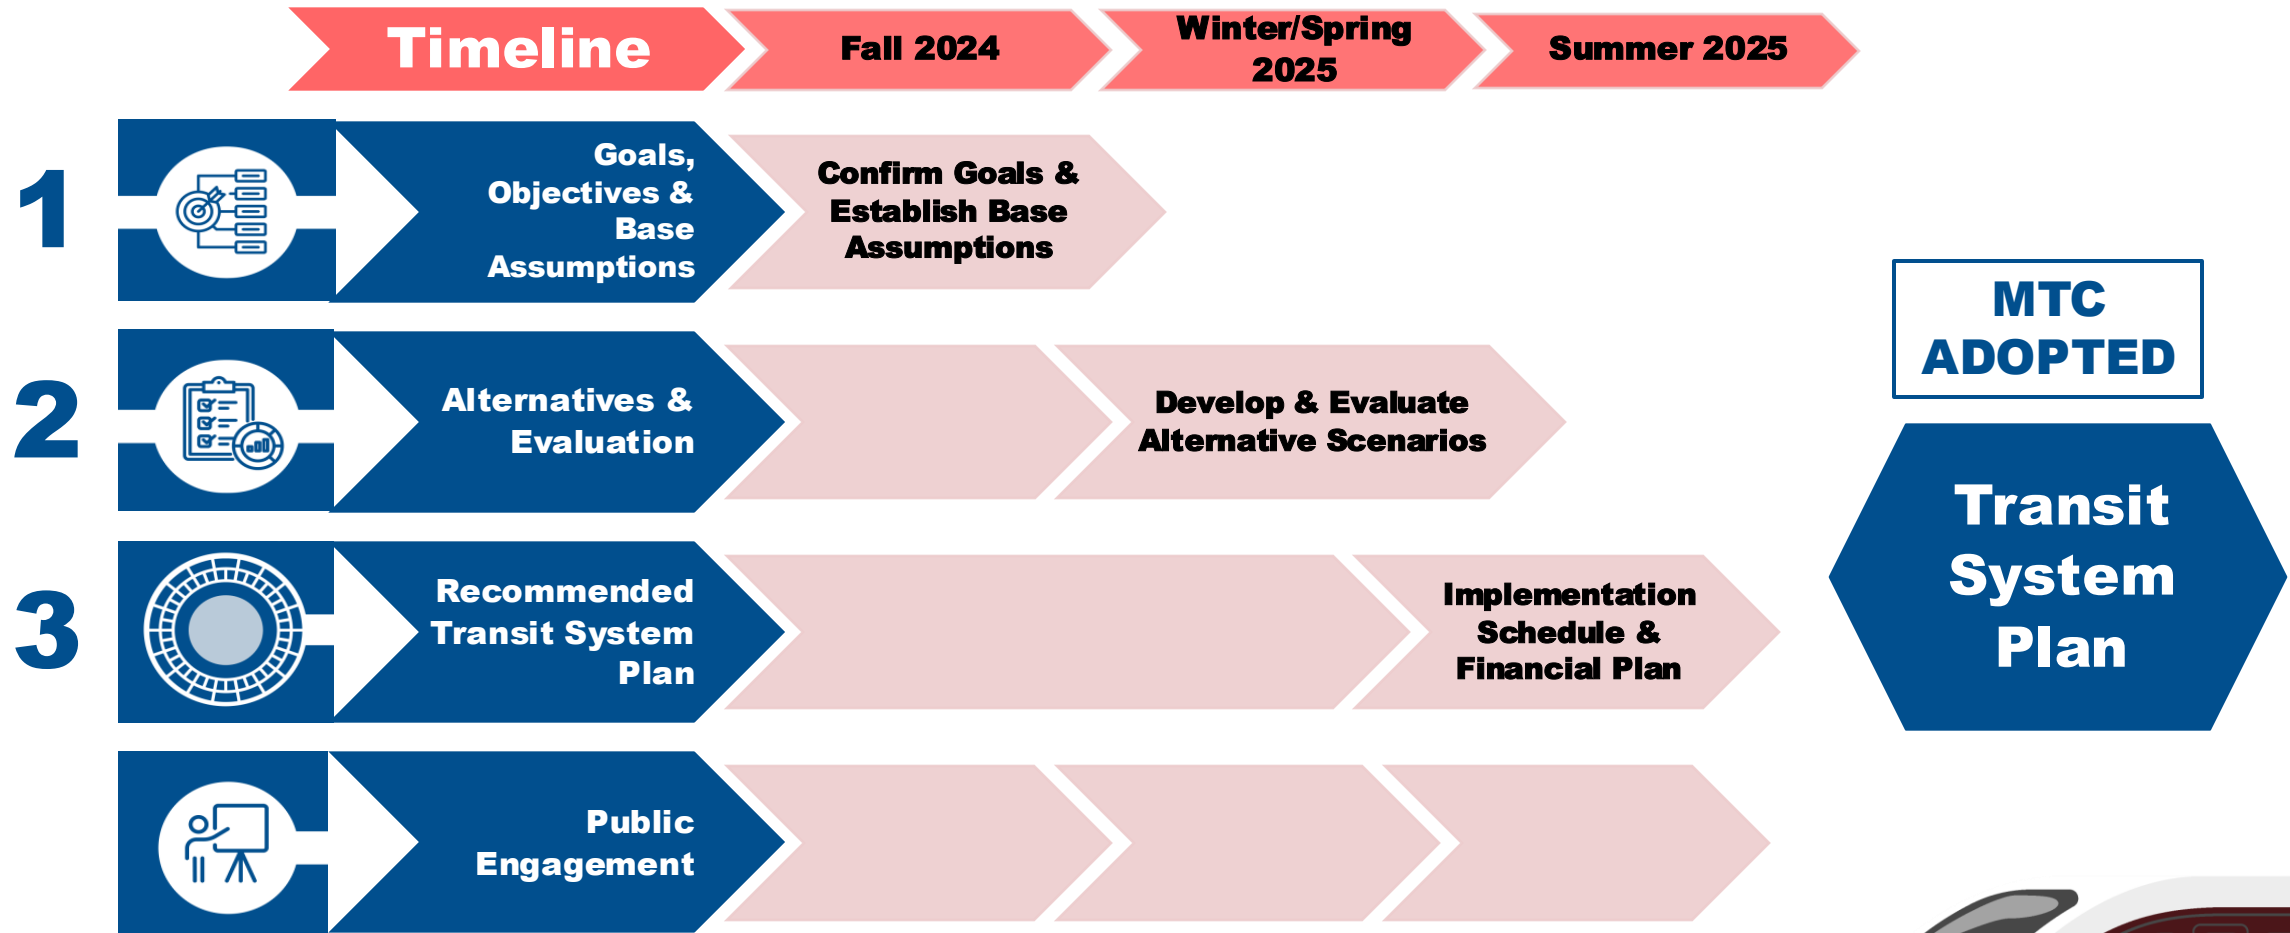 Timeline
Fall 2024
Winter/Spring
2025
Summer 2025
1
Goals,
Objectives &
Base
Assumptions
Confirm Goals &
Establish Base
Assumptions
2
Alternatives &
Evaluation
Develop & Evaluate
Alternative Scenarios
3
Recommended
Transit System
Plan
Implementation
Schedule &
Financial Plan
Public
Engagement
MTC
ADOPTED
Transit
System
Plan